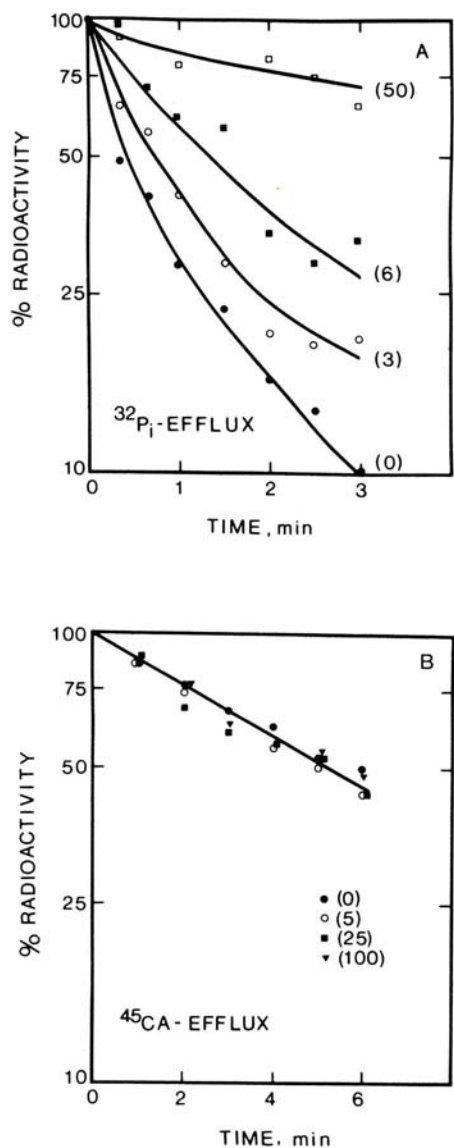 100
A
75
(50)
50
(6)
25
(3)
(0)
10
% RADIOACTIVITY
³²Pᵢ-EFFLUX
0 1 2 3
TIME, min
100
B
75
50
25
10
% RADIOACTIVITY
● (0)
○ (5)
■ (25)
▼ (100)
⁴⁵CA-EFFLUX
0 2 4 6
TIME, min